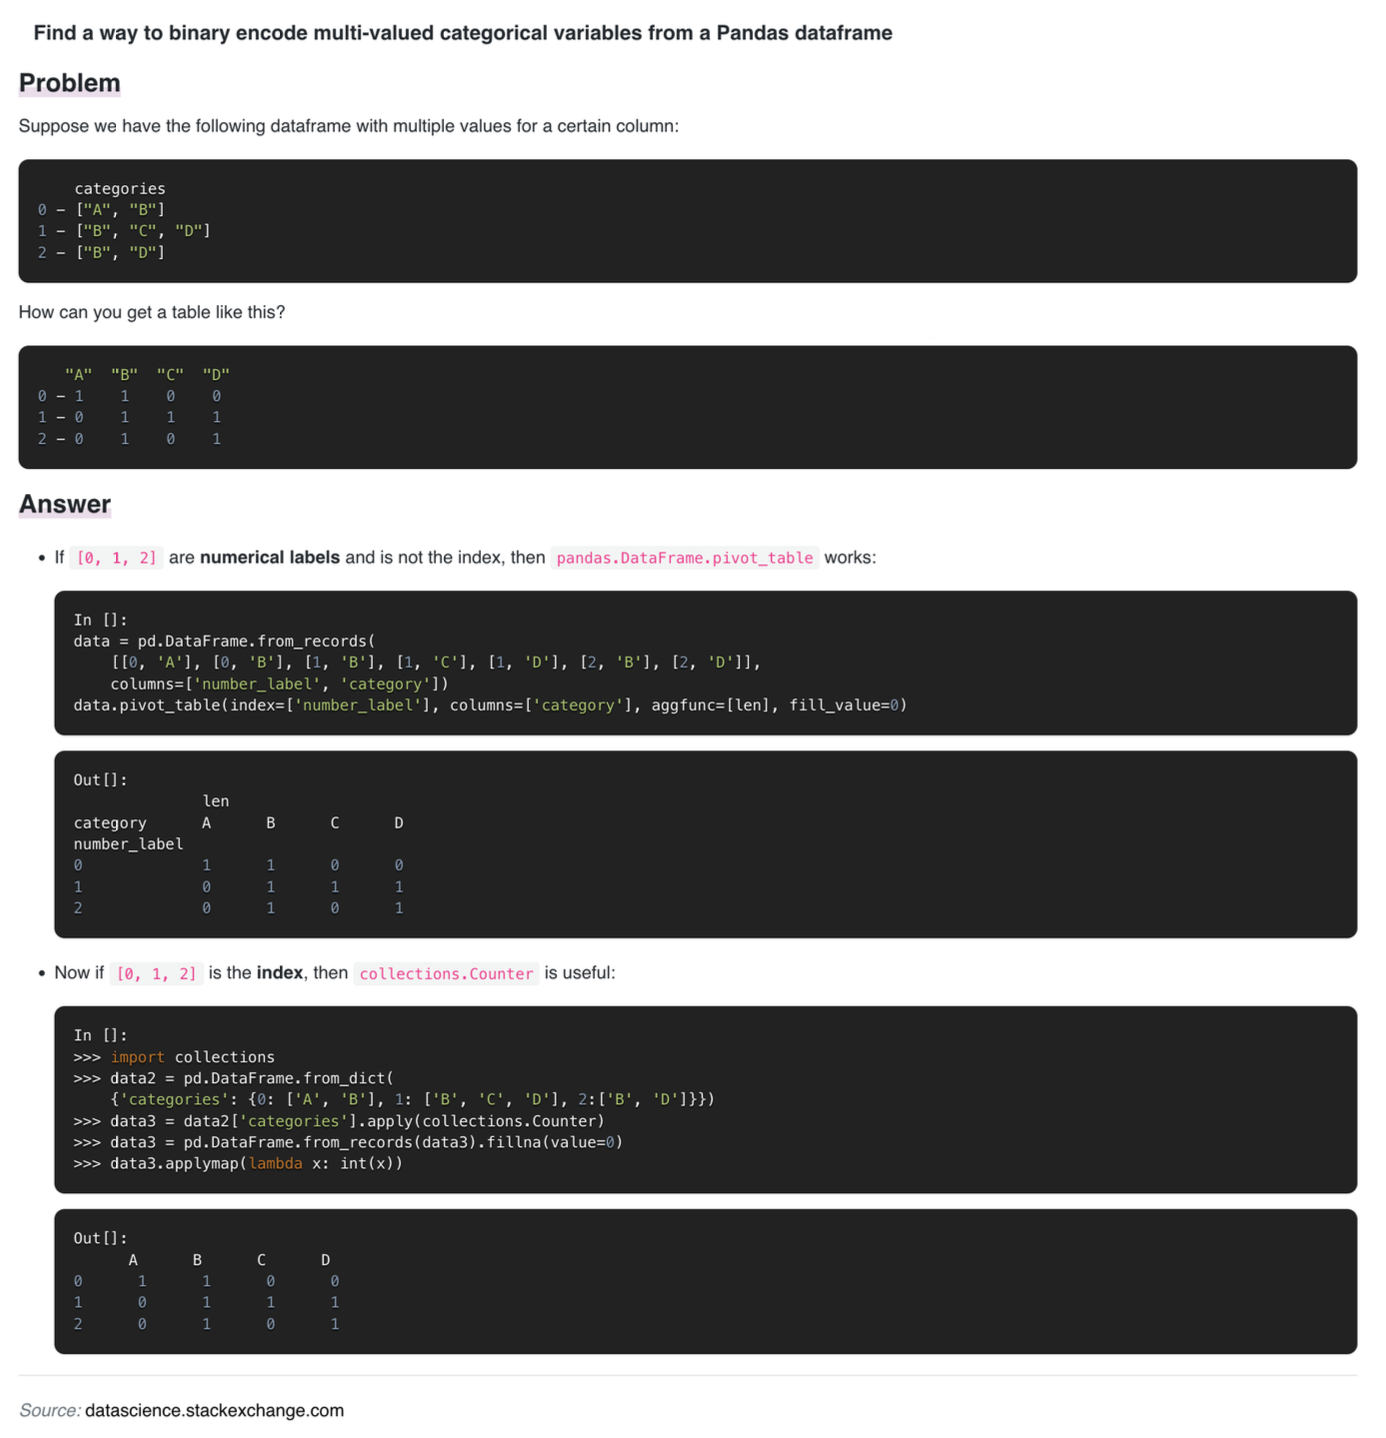 Find a way to binary encode multi-valued categorical variables from a Pandas dataframe
Problem
Suppose we have the following dataframe with multiple values for a certain column:
    categories
0 – ["A", "B"]
1 – ["B", "C", "D"]
2 – ["B", "D"]
How can you get a table like this?
   "A"  "B"  "C"  "D"
0 – 1    1    0    0
1 – 0    1    1    1
2 – 0    1    0    1
Answer
• If [0, 1, 2] are numerical labels and is not the index, then pandas.DataFrame.pivot_table works:
In []:
data = pd.DataFrame.from_records(
    [[0, 'A'], [0, 'B'], [1, 'B'], [1, 'C'], [1, 'D'], [2, 'B'], [2, 'D']],
    columns=['number_label', 'category'])
data.pivot_table(index=['number_label'], columns=['category'], aggfunc=[len], fill_value=0)
Out[]:
              len
category      A      B      C      D
number_label
0             1      1      0      0
1             0      1      1      1
2             0      1      0      1
• Now if [0, 1, 2] is the index, then collections.Counter is useful:
In []:
>>> import collections
>>> data2 = pd.DataFrame.from_dict(
    {'categories': {0: ['A', 'B'], 1: ['B', 'C', 'D'], 2:['B', 'D']}})
>>> data3 = data2['categories'].apply(collections.Counter)
>>> data3 = pd.DataFrame.from_records(data3).fillna(value=0)
>>> data3.applymap(lambda x: int(x))
Out[]:
      A      B      C      D
0      1      1      0      0
1      0      1      1      1
2      0      1      0      1
Source: datascience.stackexchange.com